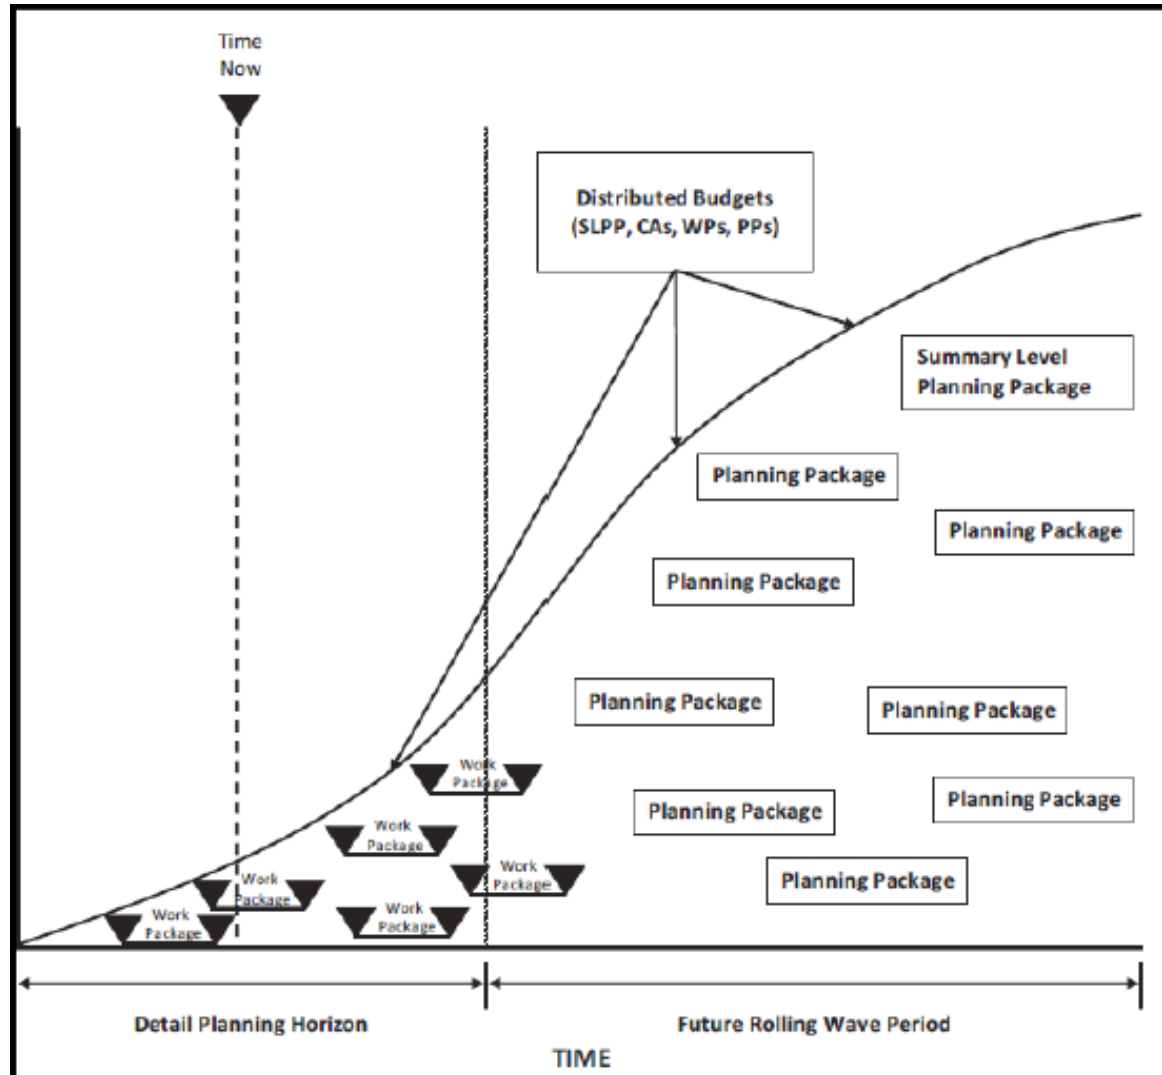 Time
Now
Distributed Budgets
(SLPP, CAs, WPs, PPs)
Summary Level
Planning Package
Planning Package
Planning Package
Planning Package
Planning Package
Planning Package
Work
Package
Planning Package
Planning Package
Work
Package
Work
Package
Planning Package
Work
Package
Work
Package
Work
Package
Detail Planning Horizon
Future Rolling Wave Period
TIME